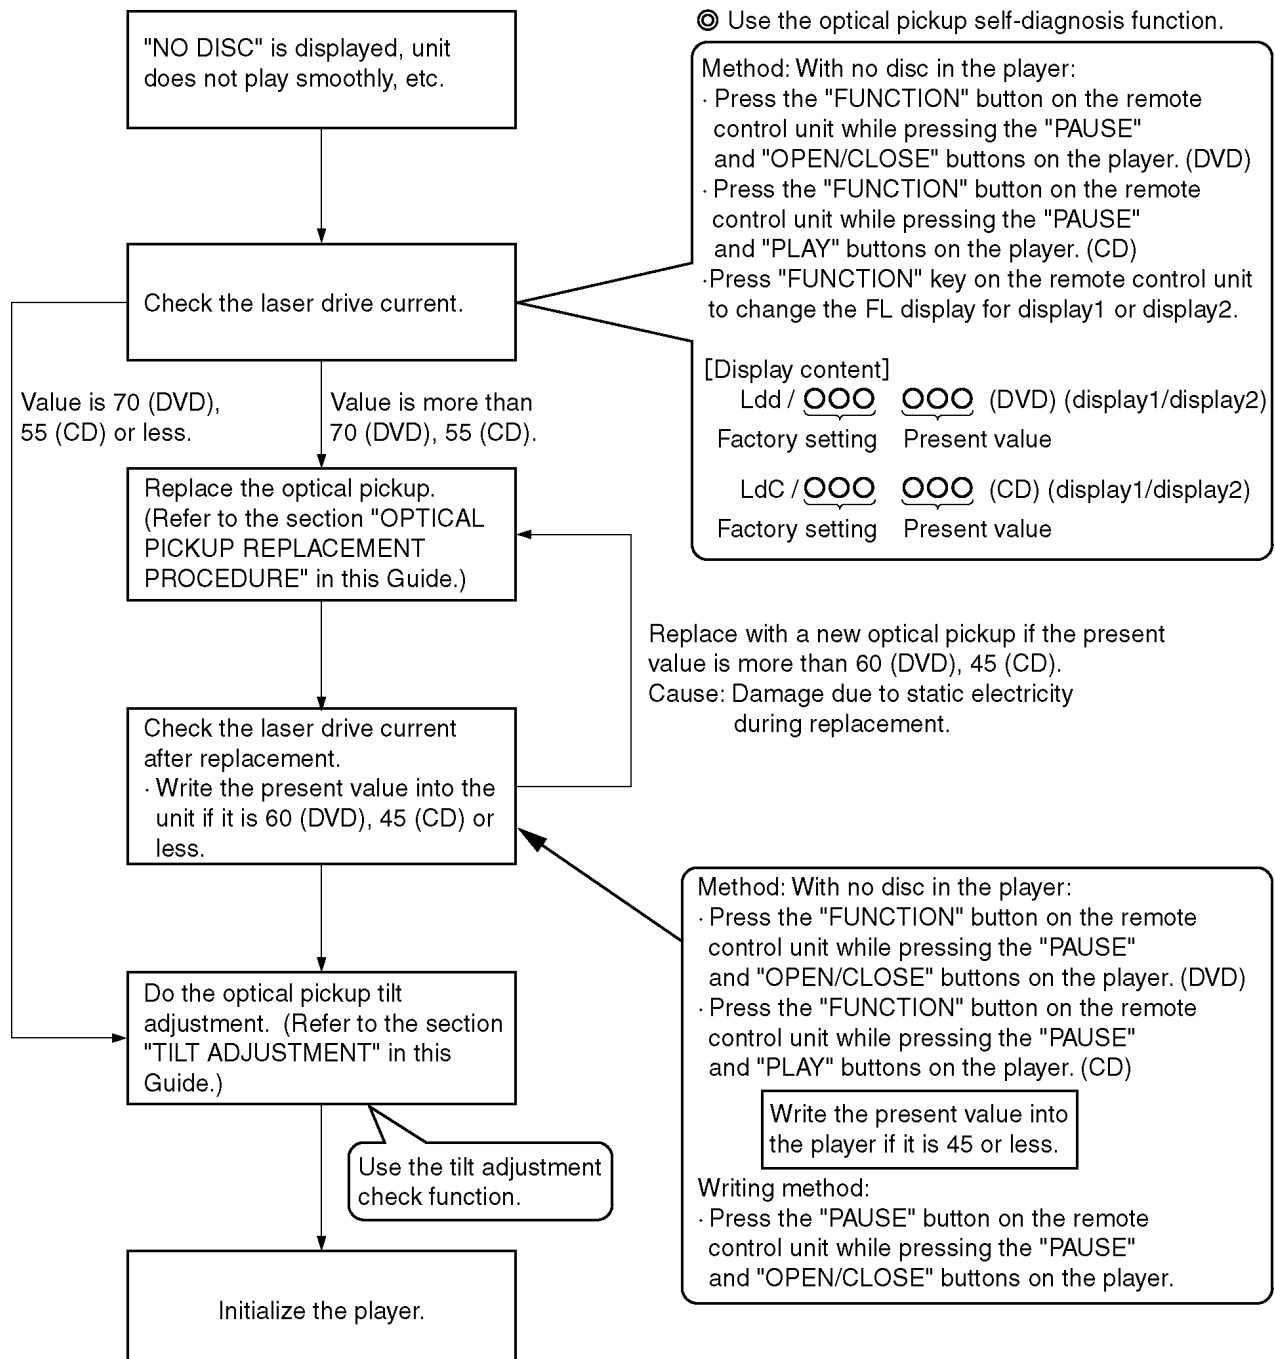 "NO DISC" is displayed, unit
does not play smoothly, etc.
◎ Use the optical pickup self-diagnosis function.
Method: With no disc in the player:
· Press the "FUNCTION" button on the remote
control unit while pressing the "PAUSE"
and "OPEN/CLOSE" buttons on the player. (DVD)
· Press the "FUNCTION" button on the remote
control unit while pressing the "PAUSE"
and "PLAY" buttons on the player. (CD)
·Press "FUNCTION" key on the remote control unit
to change the FL display for display1 or display2.
[Display content]
Ldd / OOO OOO (DVD) (display1/display2)
Factory setting Present value
LdC / OOO OOO (CD) (display1/display2)
Factory setting Present value
Check the laser drive current.
Value is 70 (DVD),
55 (CD) or less.
Value is more than
70 (DVD), 55 (CD).
Replace the optical pickup.
(Refer to the section "OPTICAL
PICKUP REPLACEMENT
PROCEDURE" in this Guide.)
Replace with a new optical pickup if the present
value is more than 60 (DVD), 45 (CD).
Cause: Damage due to static electricity
during replacement.
Check the laser drive current
after replacement.
· Write the present value into the
unit if it is 60 (DVD), 45 (CD) or
less.
Method: With no disc in the player:
· Press the "FUNCTION" button on the remote
control unit while pressing the "PAUSE"
and "OPEN/CLOSE" buttons on the player. (DVD)
· Press the "FUNCTION" button on the remote
control unit while pressing the "PAUSE"
and "PLAY" buttons on the player. (CD)
Write the present value into
the player if it is 45 or less.
Writing method:
· Press the "PAUSE" button on the remote
control unit while pressing the "PAUSE"
and "OPEN/CLOSE" buttons on the player.
Do the optical pickup tilt
adjustment. (Refer to the section
"TILT ADJUSTMENT" in this
Guide.)
Use the tilt adjustment
check function.
Initialize the player.